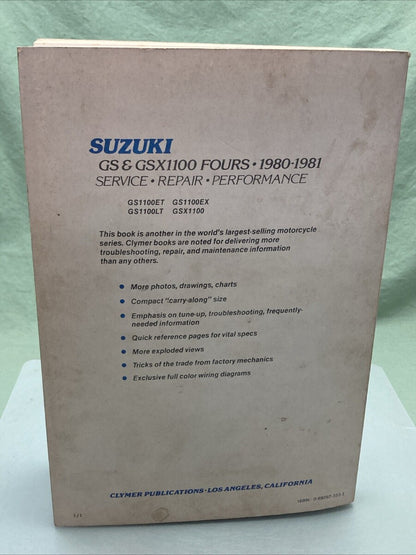 SUZUKI
GS & GSX1100 FOURS • 1980-1981
SERVICE • REPAIR • PERFORMANCE
GS1100ET GS1100EX
GS1100LT GSX1100
This book is another in the world's largest-selling motorcycle
series. Clymer books are noted for delivering more
troubleshooting, repair, and maintenance information
than any others.
• More photos, drawings, charts
• Compact "carry-along" size
• Emphasis on tune-up, troubleshooting, frequently-
needed information
• Quick reference pages for vital specs
• More exploded views
• Tricks of the trade from factory mechanics
• Exclusive full color wiring diagrams
CLYMER PUBLICATIONS • LOS ANGELES, CALIFORNIA
ISBN: